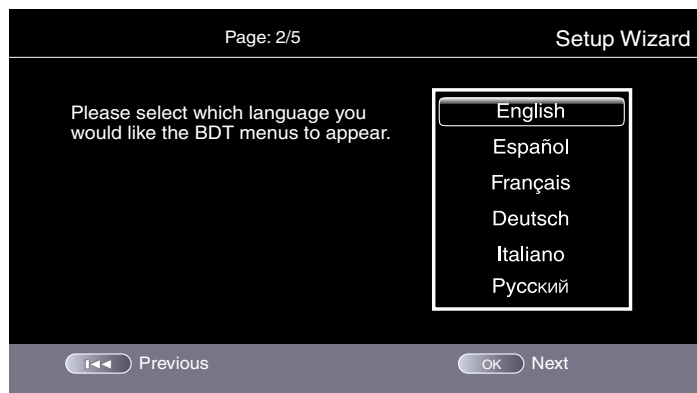 Page: 2/5
Setup Wizard
Please select which language you
would like the BDT menus to appear.
English
Español
Français
Deutsch
Italiano
Русский
Previous
OK Next